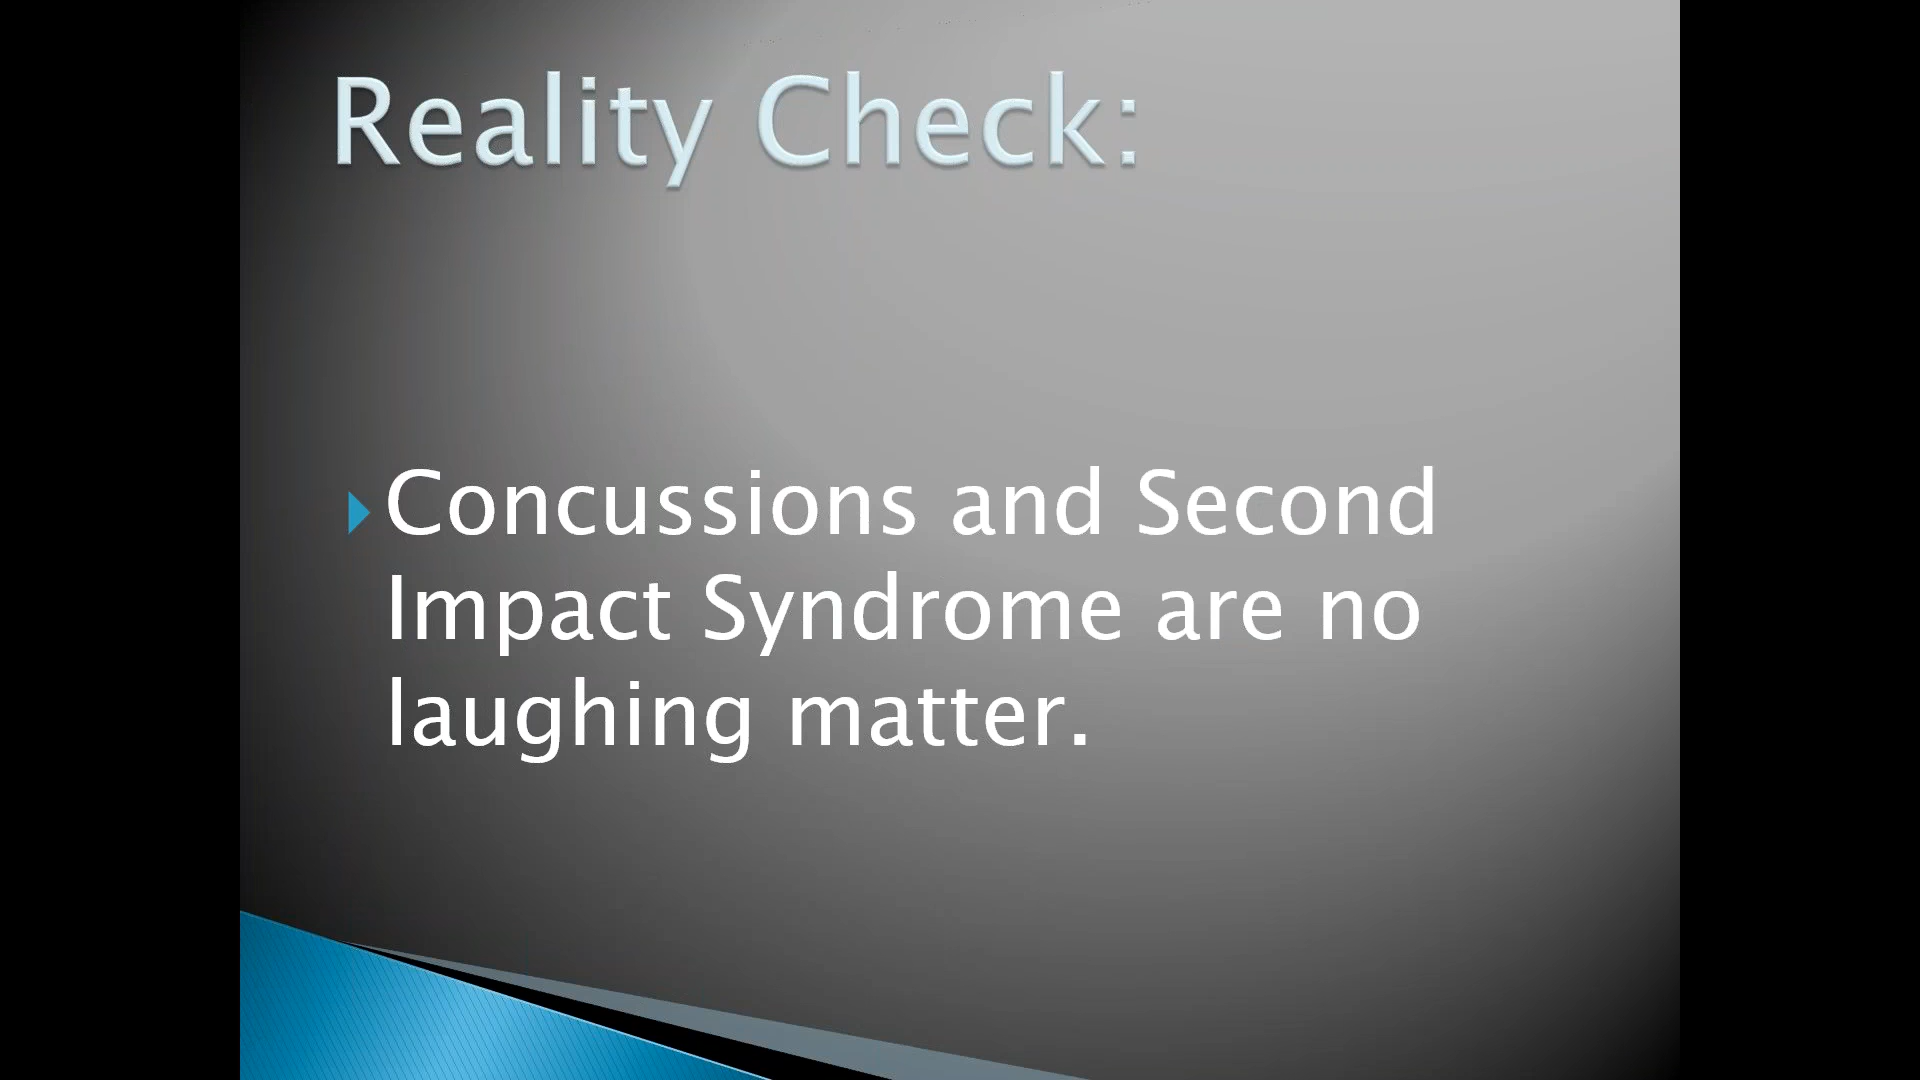 Reality Check:
Concussions and Second
Impact Syndrome are no
laughing matter.